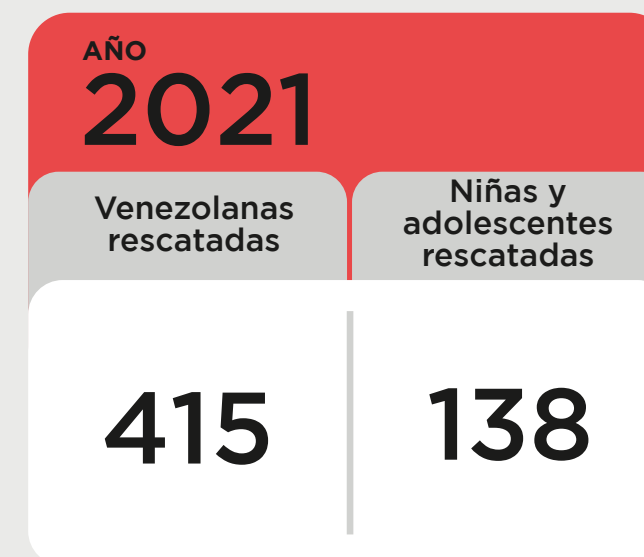 AÑO
2021
Venezolanas
rescatadas
Niñas y
adolescentes
rescatadas
415
138